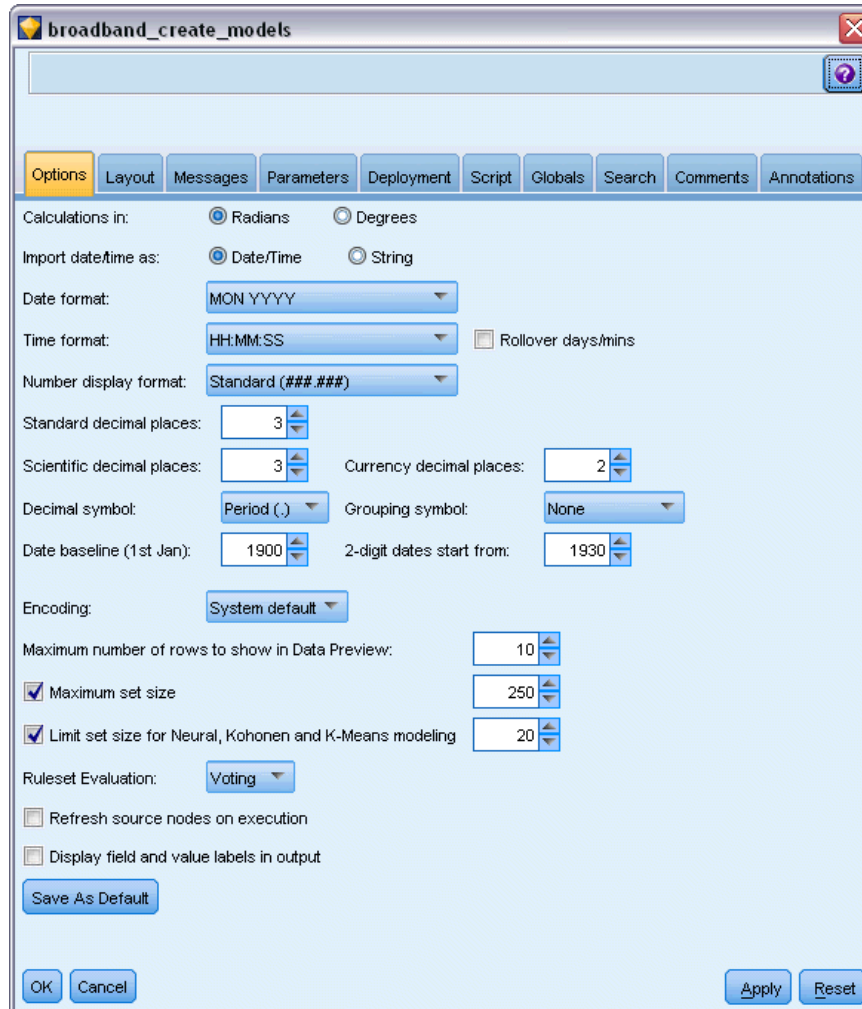 broadband_create_models
?
Options Layout Messages Parameters Deployment Script Globals Search Comments Annotations
Calculations in: Radians Degrees
Import date/time as: Date/Time String
Date format: MON YYYY
Time format: HH:MM:SS Rollover days/mins
Number display format: Standard (###.###)
Standard decimal places: 3
Scientific decimal places: 3 Currency decimal places: 2
Decimal symbol: Period (.) Grouping symbol: None
Date baseline (1st Jan): 1900 2-digit dates start from: 1930
Encoding: System default
Maximum number of rows to show in Data Preview: 10
Maximum set size 250
Limit set size for Neural, Kohonen and K-Means modeling 20
Ruleset Evaluation: Voting
Refresh source nodes on execution
Display field and value labels in output
Save As Default
OK Cancel Apply Reset